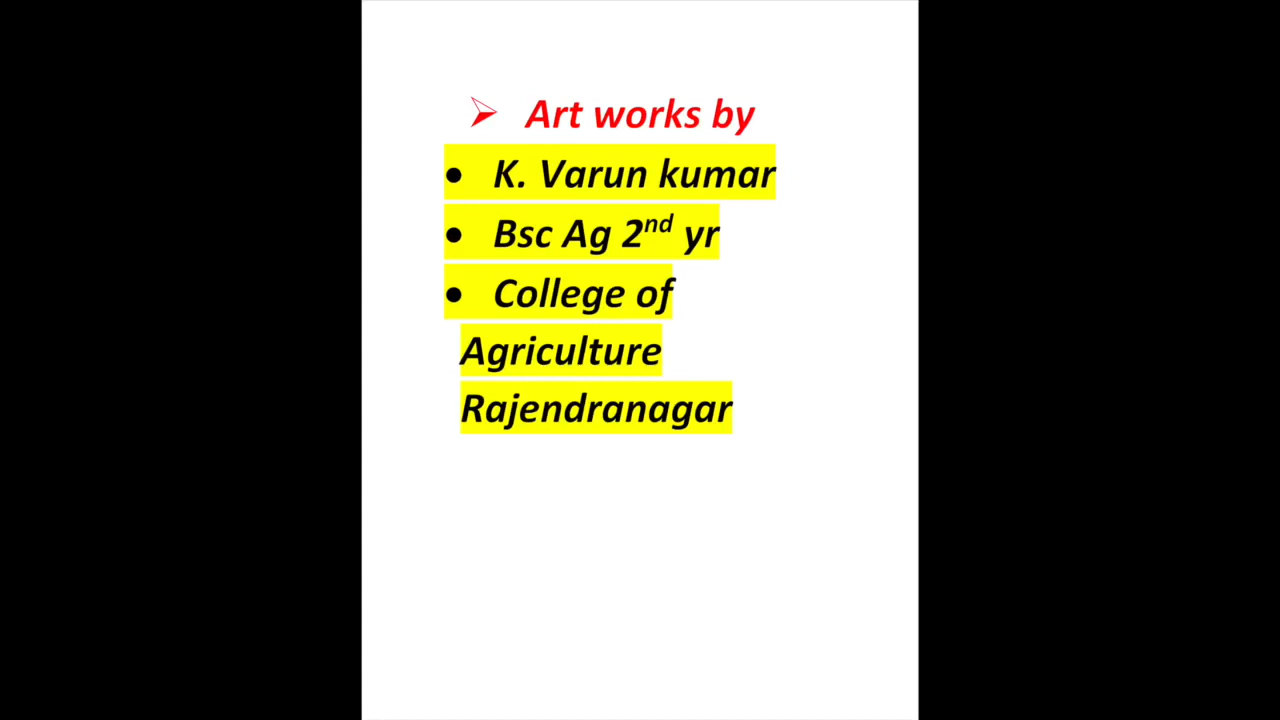 ➢ Art works by
• K. Varun kumar
• Bsc Ag 2nd yr
• College of
Agriculture
Rajendranagar